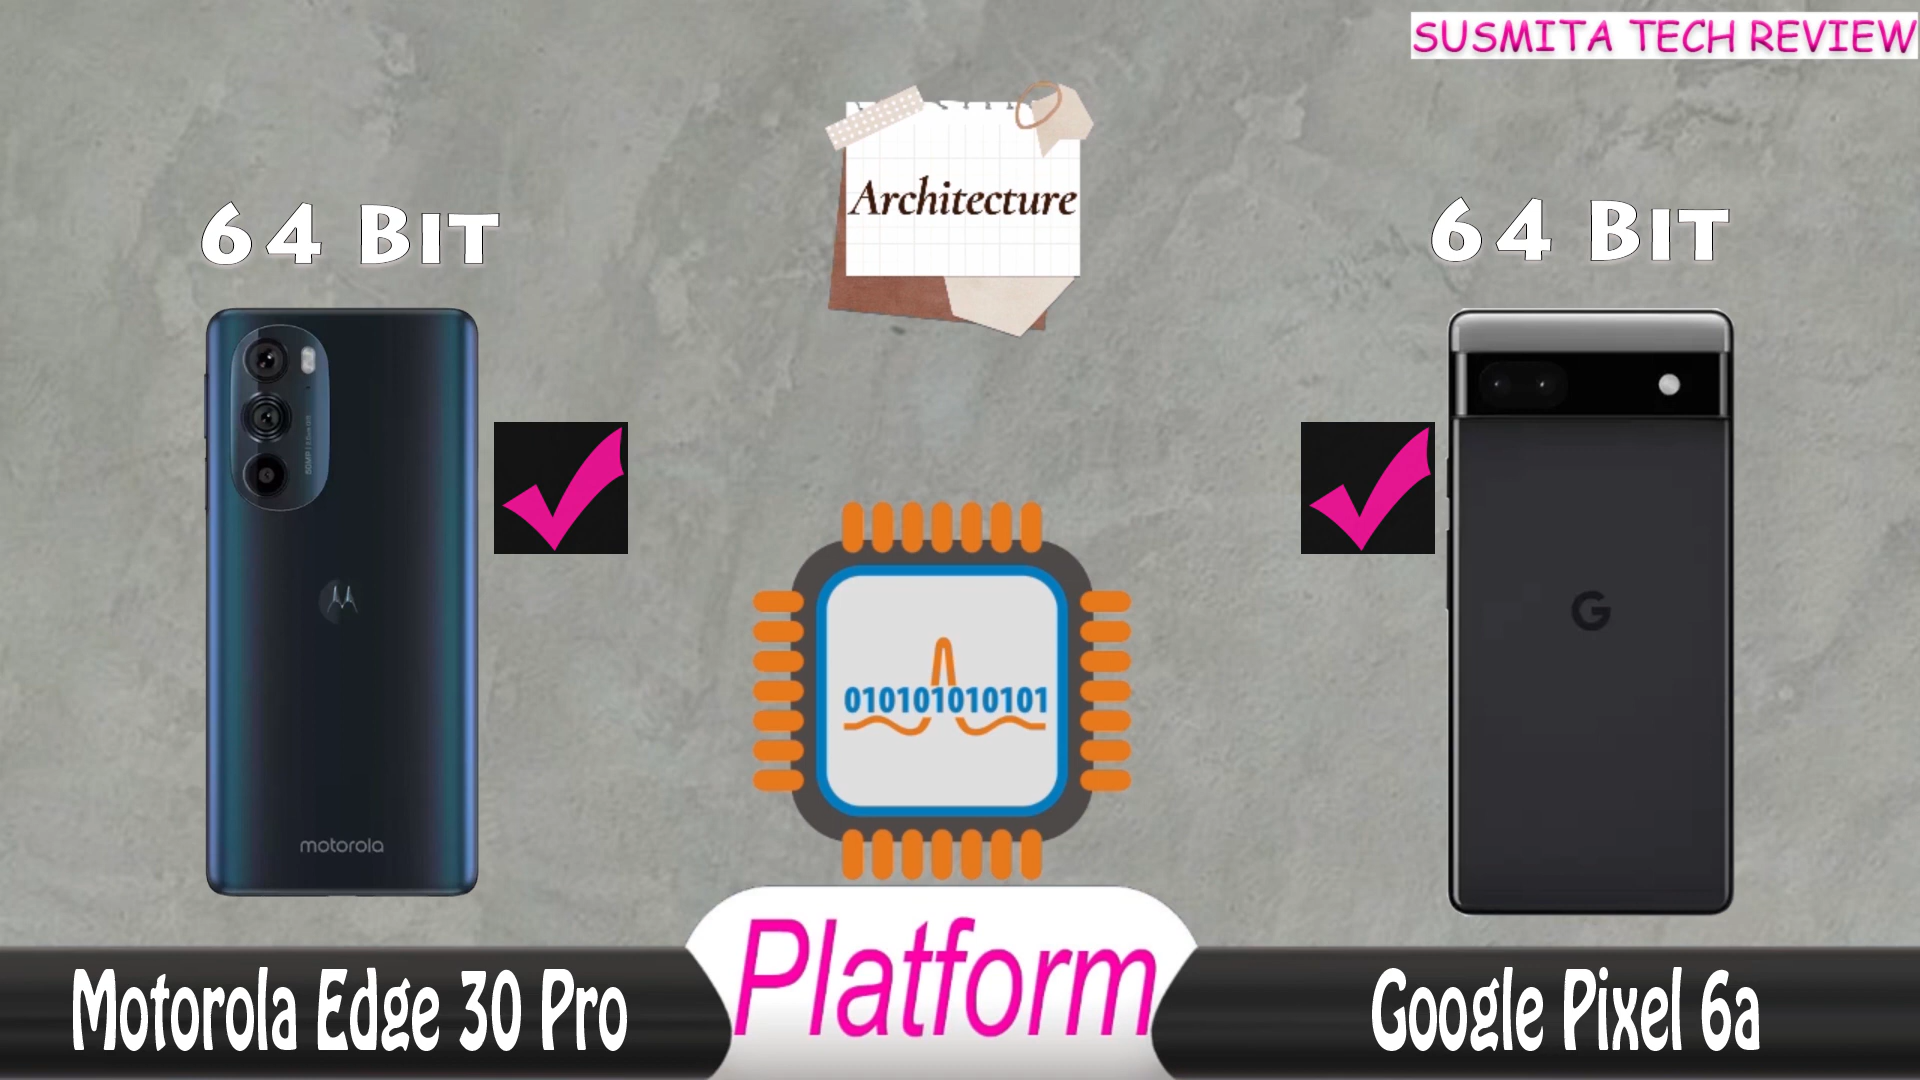 SUSMITA TECH REVIEW
Architecture
64 BIT
64 BIT
010101010101
motorola
G
Motorola Edge 30 Pro
Platform
Google Pixel 6a